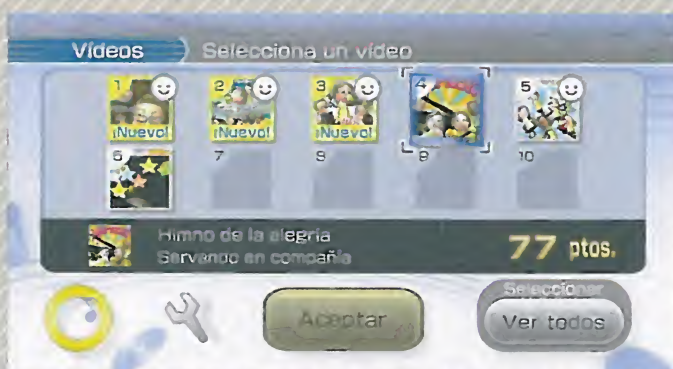 Vídeos Selecciona un vídeo
1 2 3 4 5
¡Nuevo! ¡Nuevo! ¡Nuevo!
6 7 8 9 10
Himno de la alegría
Servando en compañía
77 ptos.
Seleccionar
Aceptar Ver todos